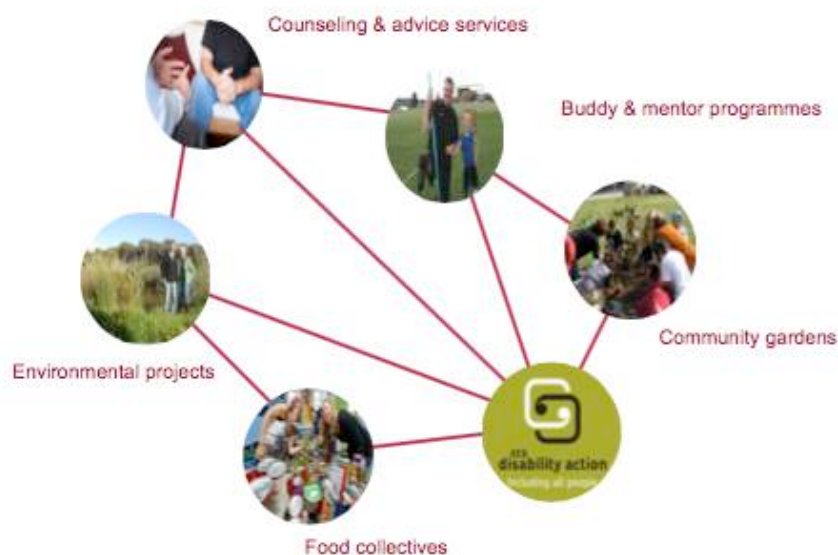 Counseling & advice services
Buddy & mentor programmes
Community gardens
Environmental projects
disability action
including all people
Food collectives